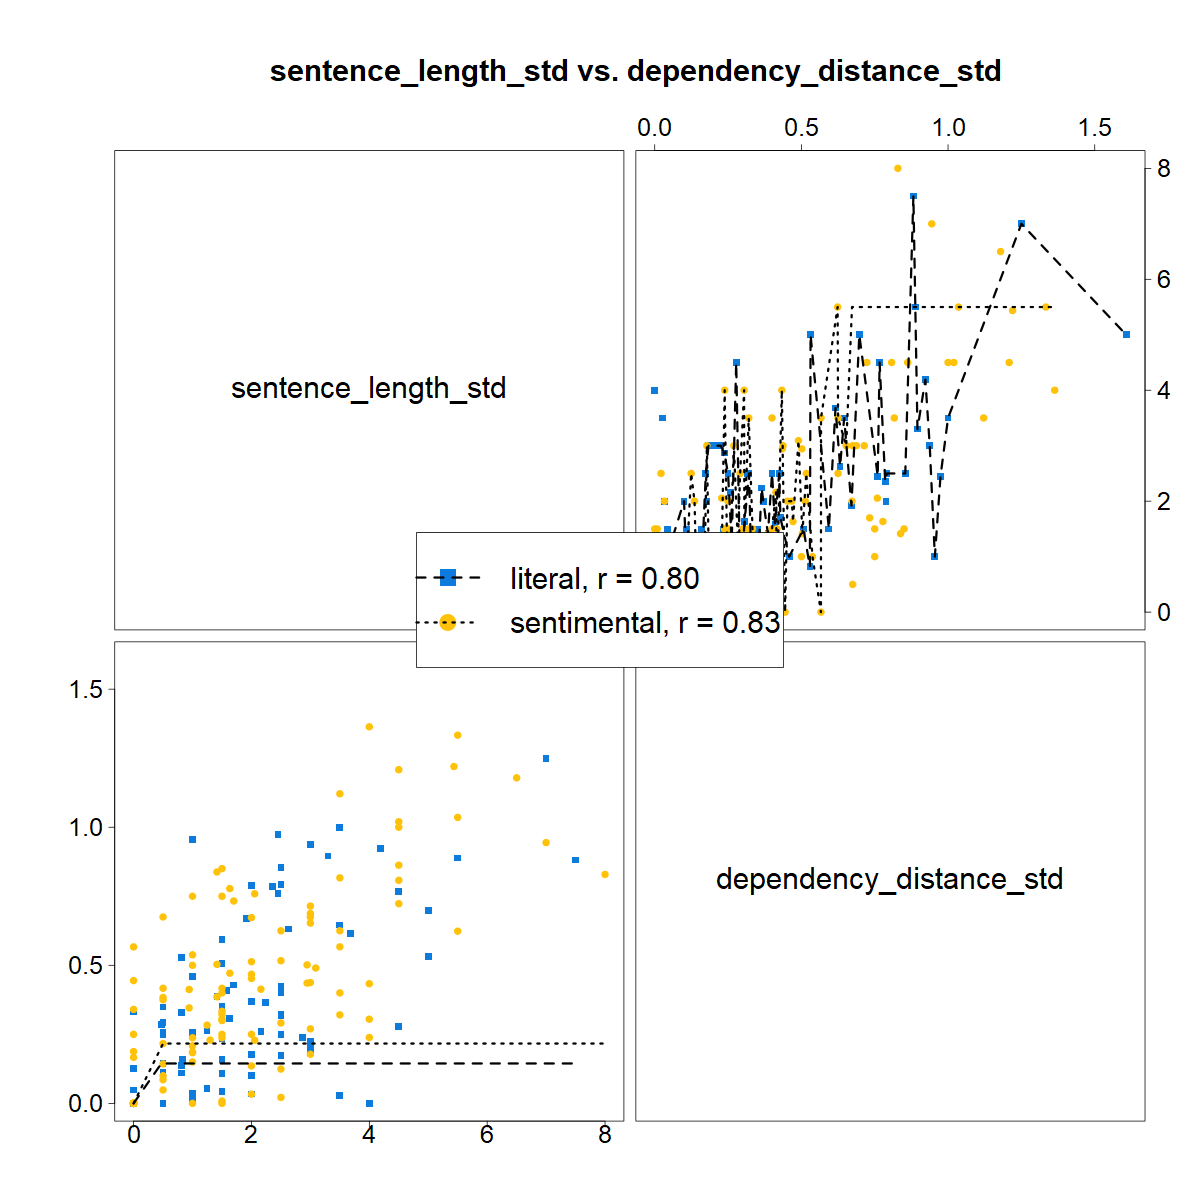 sentence_length_std vs. dependency_distance_std
0.0 0.5 1.0 1.5
8
6
sentence_length_std
4
2
literal, r = 0.80
0
sentimental, r = 0.83
1.5
1.0
dependency_distance_std
0.5
0.0
0 2 4 6 8